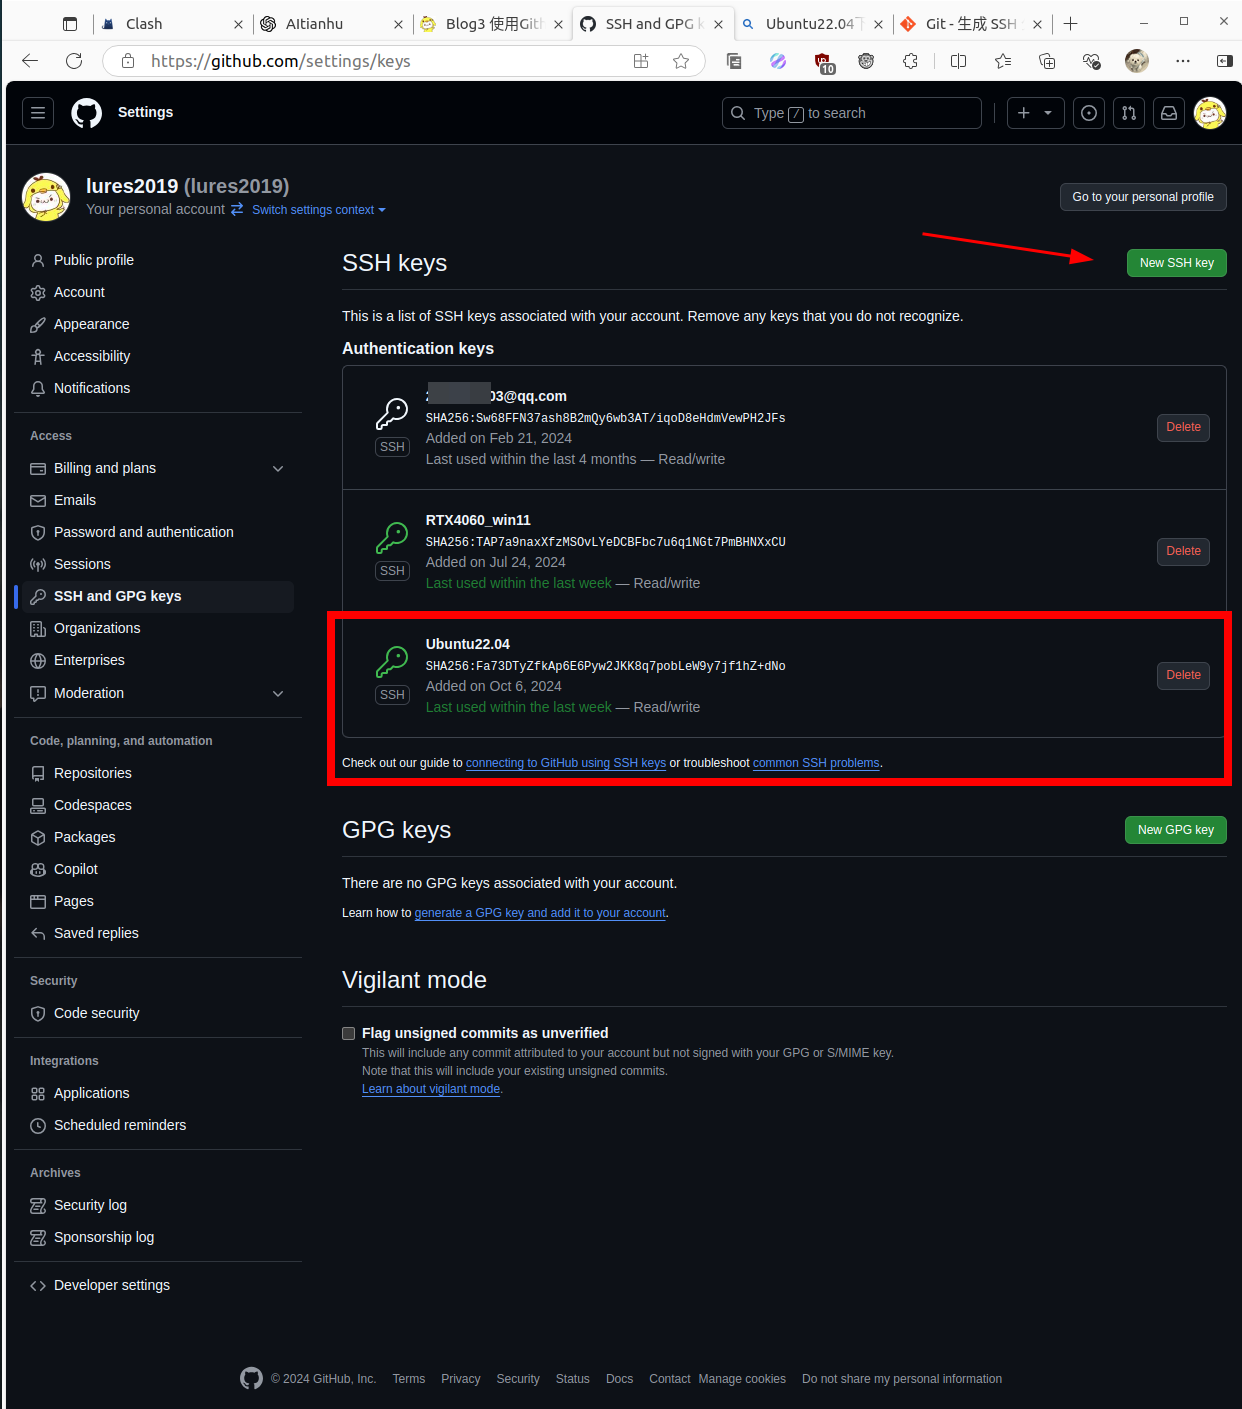 Clash
AItianhu
Blog3 使用Gitl
SSH and GPG k
Ubuntu22.04下
Git - 生成 SSH
https://github.com/settings/keys
10
Settings
Type / to search
lures2019 (lures2019)
Your personal account
Switch settings context
Go to your personal profile
Public profile
Account
Appearance
Accessibility
Notifications
Access
Billing and plans
Emails
Password and authentication
Sessions
SSH and GPG keys
Organizations
Enterprises
Moderation
Code, planning, and automation
Repositories
Codespaces
Packages
Copilot
Pages
Saved replies
Security
Code security
Integrations
Applications
Scheduled reminders
Archives
Security log
Sponsorship log
Developer settings
SSH keys
New SSH key
This is a list of SSH keys associated with your account. Remove any keys that you do not recognize.
Authentication keys
03@qq.com
SHA256:Sw68FFN37ash8B2mQy6wb3AT/iqoD8eHdmVewPH2JFs
Added on Feb 21, 2024
Last used within the last 4 months — Read/write
SSH
Delete
RTX4060_win11
SHA256:TAP7a9naxXfzMSOvLYeDCBFbc7u6q1NGt7PmBHNXxCU
Added on Jul 24, 2024
Last used within the last week — Read/write
SSH
Delete
Ubuntu22.04
SHA256:Fa73DTyZfkAp6E6Pyw2JKK8q7pobLeW9y7jf1hZ+dNo
Added on Oct 6, 2024
Last used within the last week — Read/write
SSH
Delete
Check out our guide to connecting to GitHub using SSH keys or troubleshoot common SSH problems.
GPG keys
New GPG key
There are no GPG keys associated with your account.
Learn how to generate a GPG key and add it to your account.
Vigilant mode
Flag unsigned commits as unverified
This will include any commit attributed to your account but not signed with your GPG or S/MIME key.
Note that this will include your existing unsigned commits.
Learn about vigilant mode.
© 2024 GitHub, Inc.
Terms
Privacy
Security
Status
Docs
Contact
Manage cookies
Do not share my personal information